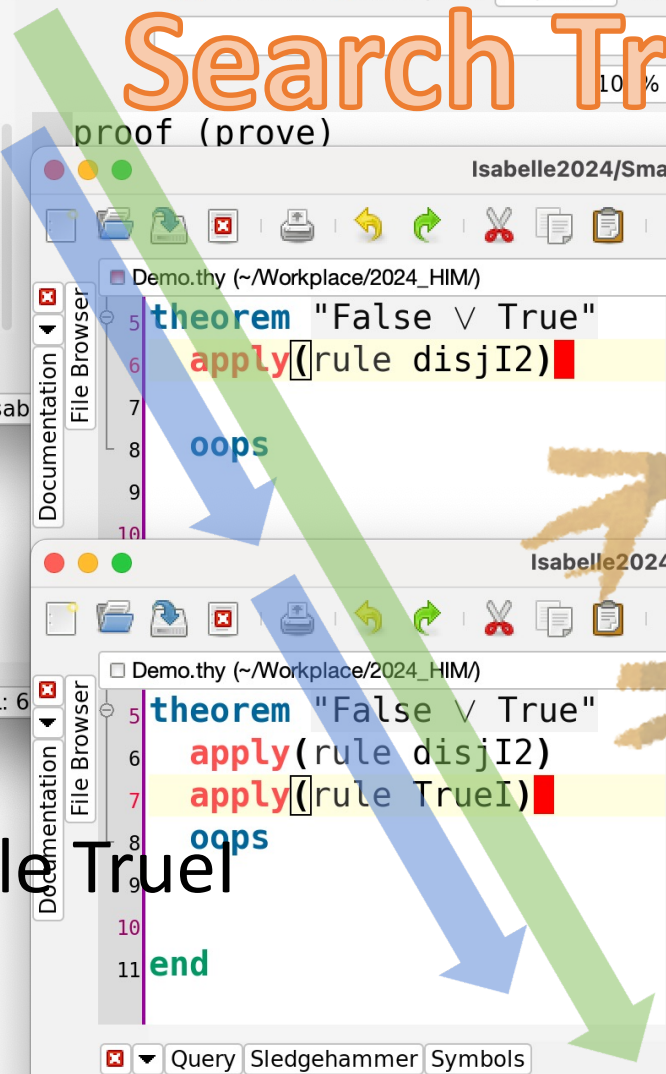 Search Tr
10 %
proof (prove)
Isabelle2024/Sma
Demo.thy (~/Workplace/2024_HIM/)
Documentation
File Browser
5 theorem "False ∨ True"
6 apply(rule disjI2)
7
8 oops
9
10
sab
Isabelle2024
Demo.thy (~/Workplace/2024_HIM/)
: 6
Documentation
File Browser
5 theorem "False ∨ True"
6 apply(rule disjI2)
7 apply(rule TrueI)
8 oops
le TrueI
9
10
11 end
Query Sledgehammer Symbols